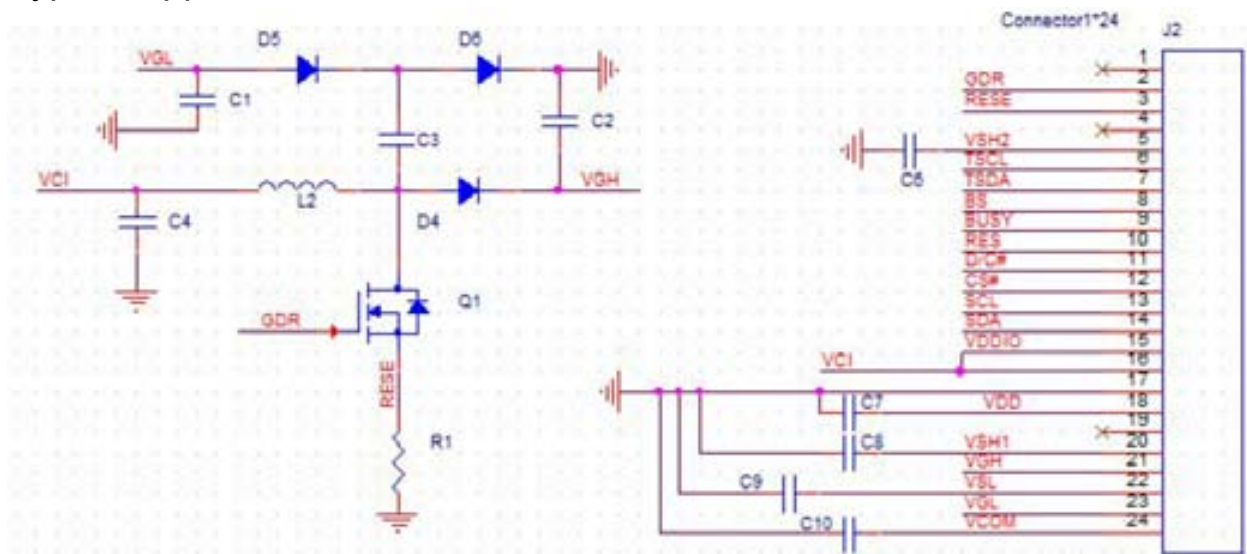 Connector1*24
J2
D5
D6
VGL
C1
C2
C3
VCI
L2
VGH
C4
D4
Q1
GDR
RESE
R1
1
GDR
2
RESE
3
4
5
VSH2
C6
6
TSCL
7
TSDA
8
BS
9
BUSY
10
RES
11
D/C#
12
CS#
13
SCL
14
SDA
15
VDDIO
16
VCI
17
C7
VDD
18
19
C8
VSH1
20
VGH
21
C9
VSL
22
VGL
23
C10
VCOM
24